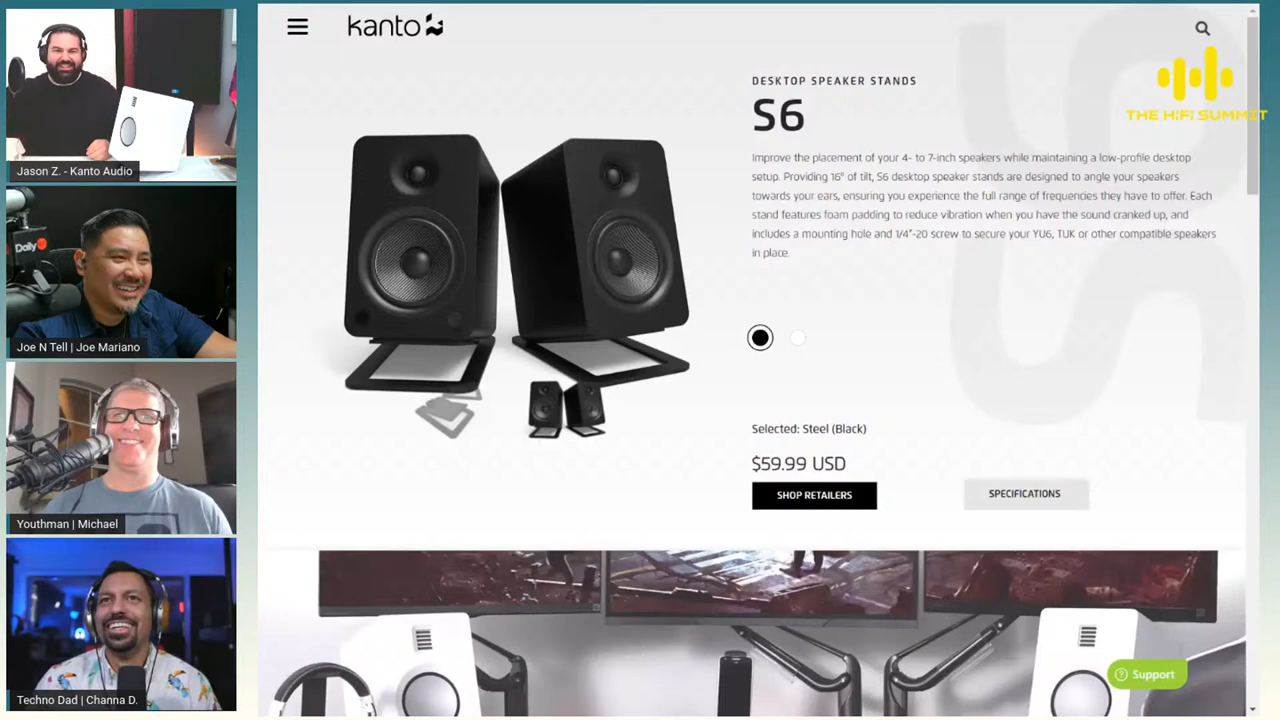 Jason Z. - Kanto Audio
Daily
Joe N Tell | Joe Mariano
Youthman | Michael
Techno Dad | Channa D.
kanto
THE HIFI SUMMIT
DESKTOP SPEAKER STANDS
S6
Improve the placement of your 4- to 7-inch speakers while maintaining a low-profile desktop
setup. Providing 16° of tilt, S6 desktop speaker stands are designed to angle your speakers
towards your ears, ensuring you experience the full range of frequencies they have to offer. Each
stand features foam padding to reduce vibration when you have the sound cranked up, and
includes a mounting hole and 1/4"-20 screw to secure your YU6, TUK or other compatible speakers
in place.
Selected: Steel (Black)
$59.99 USD
SHOP RETAILERS
SPECIFICATIONS
Support